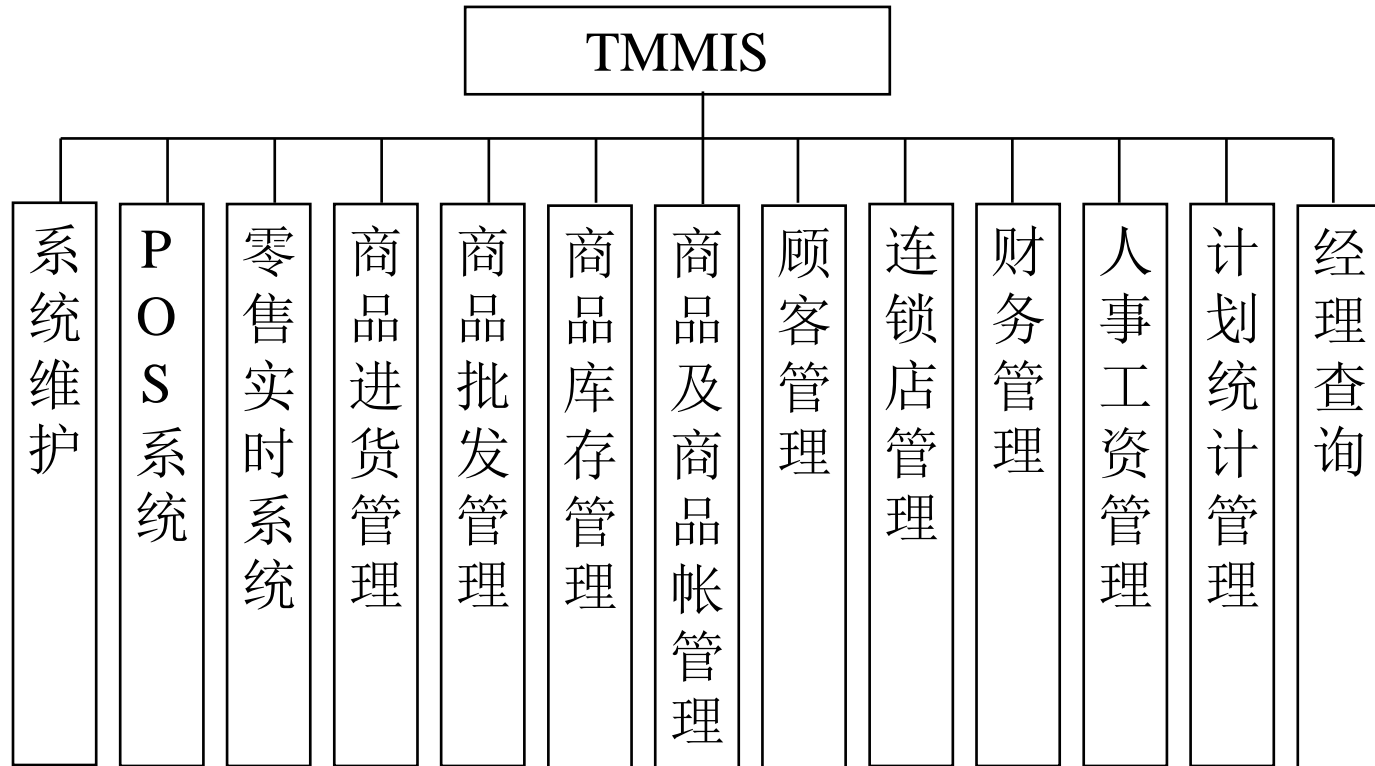 TMMIS
系统维护
POS系统
零售实时系统
商品进货管理
商品批发管理
商品库存管理
商品及商品帐管理
顾客管理
连锁店管理
财务管理
人事工资管理
计划统计管理
经理查询